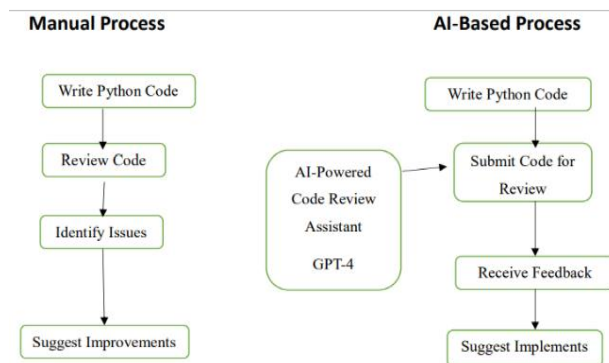 Manual Process
Write Python Code
Review Code
Identify Issues
Suggest Improvements
AI-Based Process
Write Python Code
AI-Powered
Code Review
Assistant
GPT-4
Submit Code for
Review
Receive Feedback
Suggest Implements